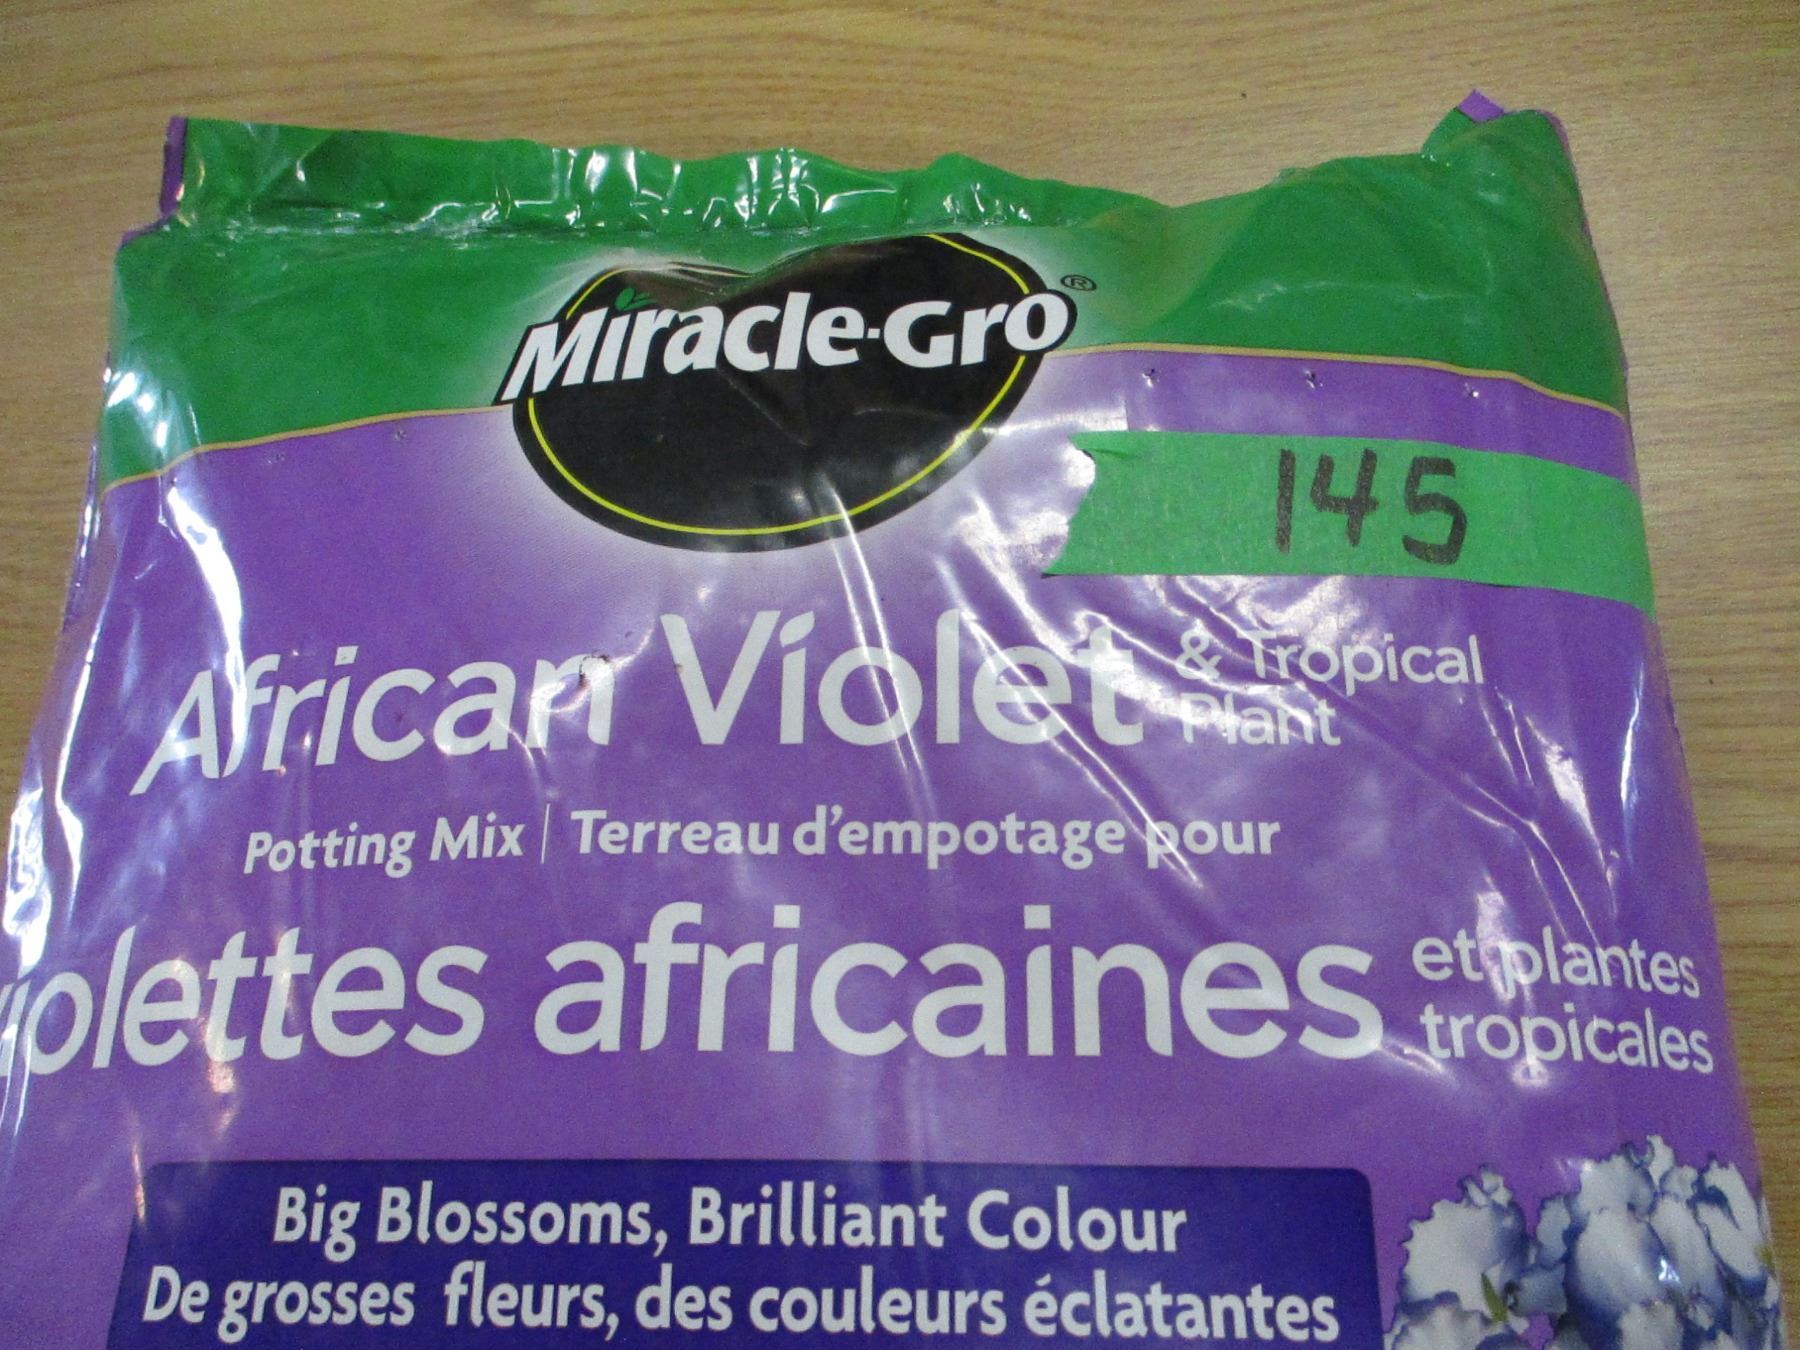 Miracle-Gro®
145
African Violet & Tropical Plant
Potting Mix | Terreau d'empotage pour
violettes africaines et plantes tropicales
Big Blossoms, Brilliant Colour
De grosses fleurs, des couleurs éclatantes